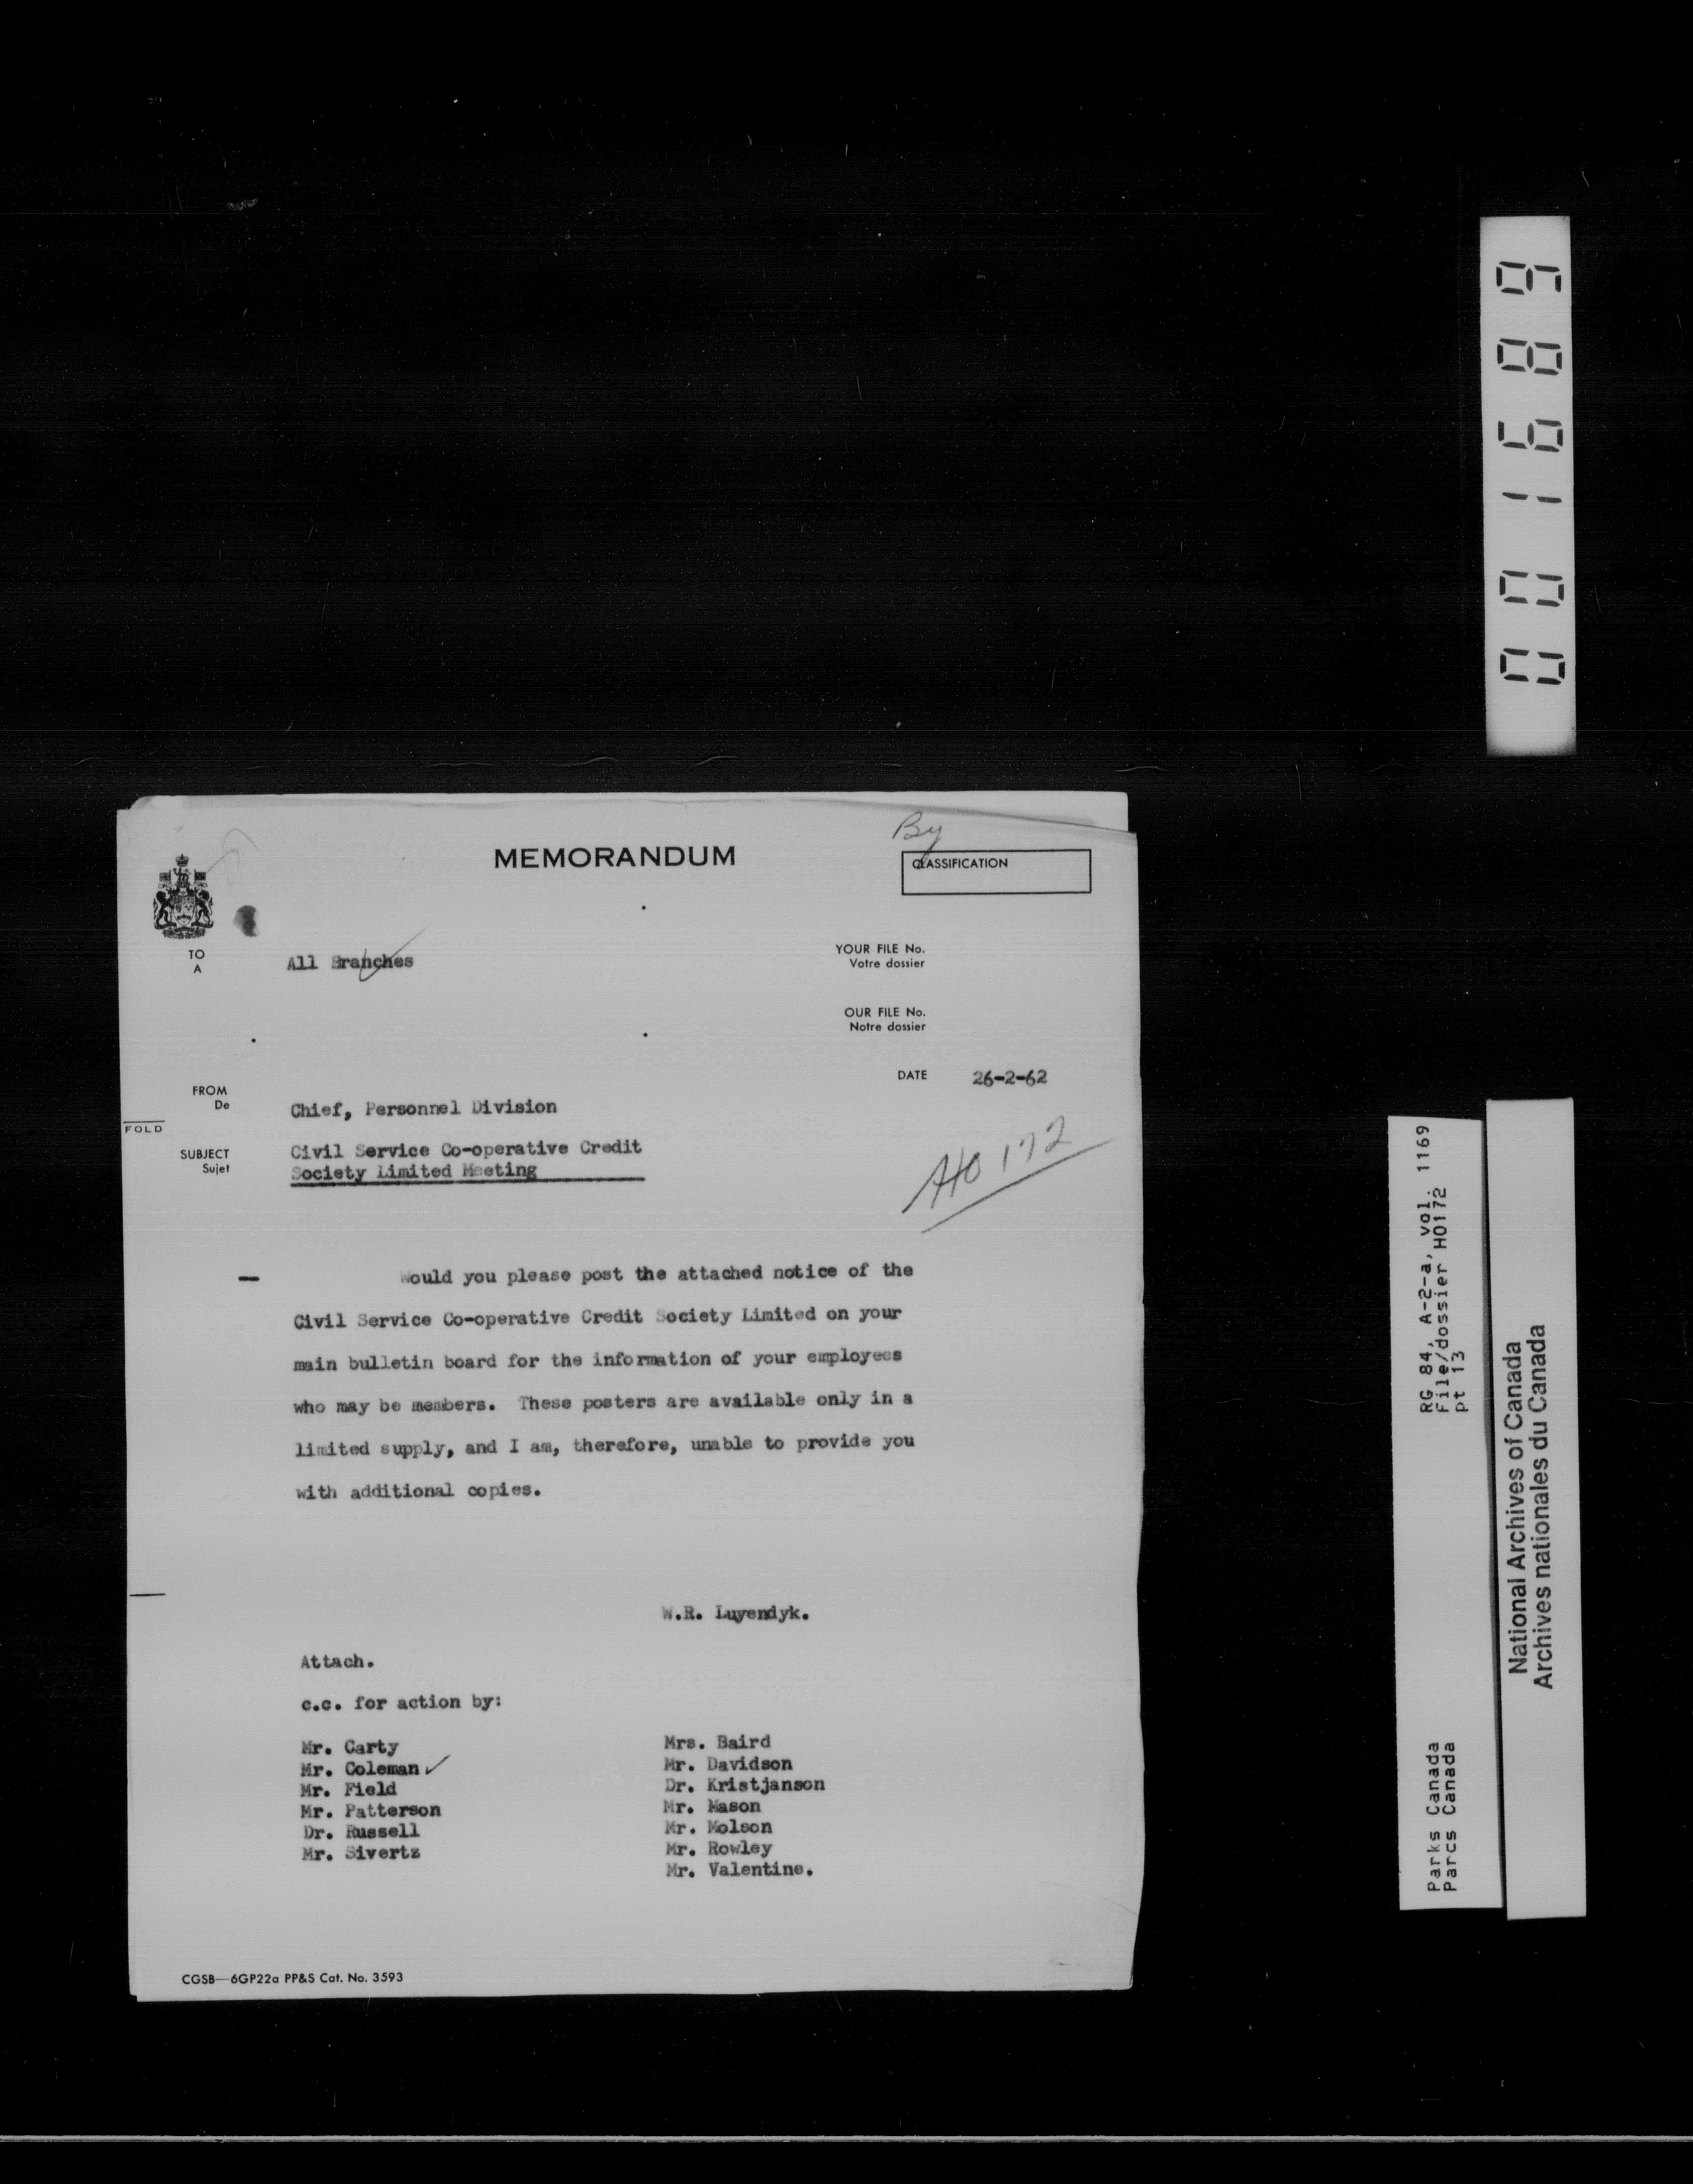 By
MEMORANDUM
CLASSIFICATION
TO
A
All Branches
YOUR FILE No.
Votre dossier
OUR FILE No.
Notre dossier
DATE 26-2-62
FROM
De
Chief, Personnel Division
FOLD
SUBJECT
Sujet
Civil Service Co-operative Credit
Society Limited Meeting
HO 172
Would you please post the attached notice of the
Civil Service Co-operative Credit Society Limited on your
main bulletin board for the information of your employees
who may be members. These posters are available only in a
limited supply, and I am, therefore, unable to provide you
with additional copies.
W.R. Luyendyk.
Attach.
c.c. for action by:
Mr. Carty
Mr. Coleman ✓
Mr. Field
Mr. Patterson
Dr. Russell
Mr. Sivertz
Mrs. Baird
Mr. Davidson
Dr. Kristjanson
Mr. Mason
Mr. Molson
Mr. Rowley
Mr. Valentine.
CGSB—6GP22a PP&S Cat. No. 3593
001689
Parks Canada
Parcs Canada
RG 84, A-2-a, vol. 1169
File/dossier H0172
pt 13
National Archives of Canada
Archives nationales du Canada